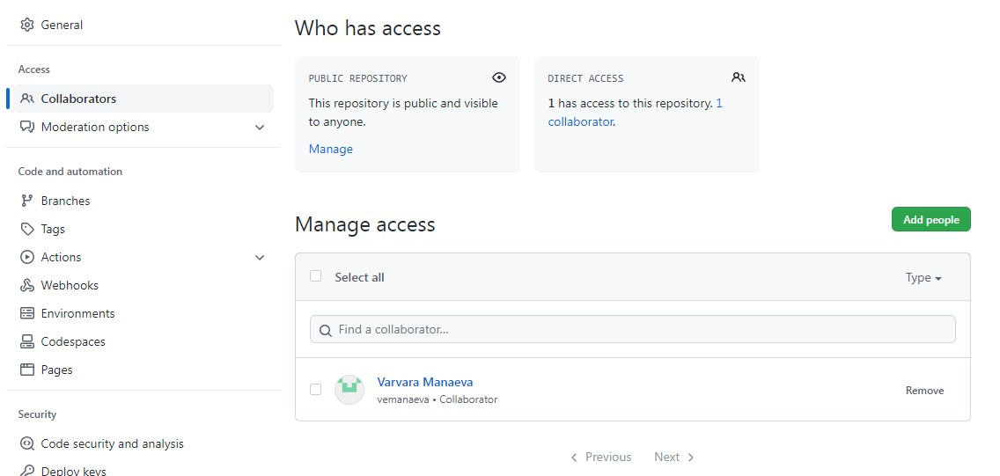 General
Access
Collaborators
Moderation options
Code and automation
Branches
Tags
Actions
Webhooks
Environments
Codespaces
Pages
Security
Code security and analysis
Deploy keys
Who has access
PUBLIC REPOSITORY
This repository is public and visible
to anyone.
Manage
DIRECT ACCESS
1 has access to this repository. 1
collaborator.
Manage access
Add people
Select all
Type
Find a collaborator...
Varvara Manaeva
vemanaeva • Collaborator
Remove
Previous
Next